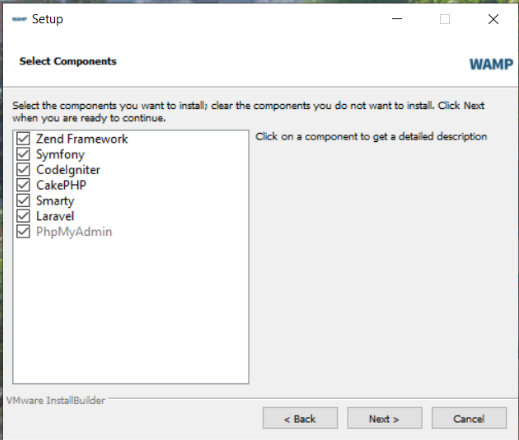 WAMP Setup
Select Components
WAMP
Select the components you want to install; clear the components you do not want to install. Click Next
when you are ready to continue.
Zend Framework
Symfony
CodeIgniter
CakePHP
Smarty
Laravel
PhpMyAdmin
Click on a component to get a detailed description
VMware InstallBuilder
< Back
Next >
Cancel